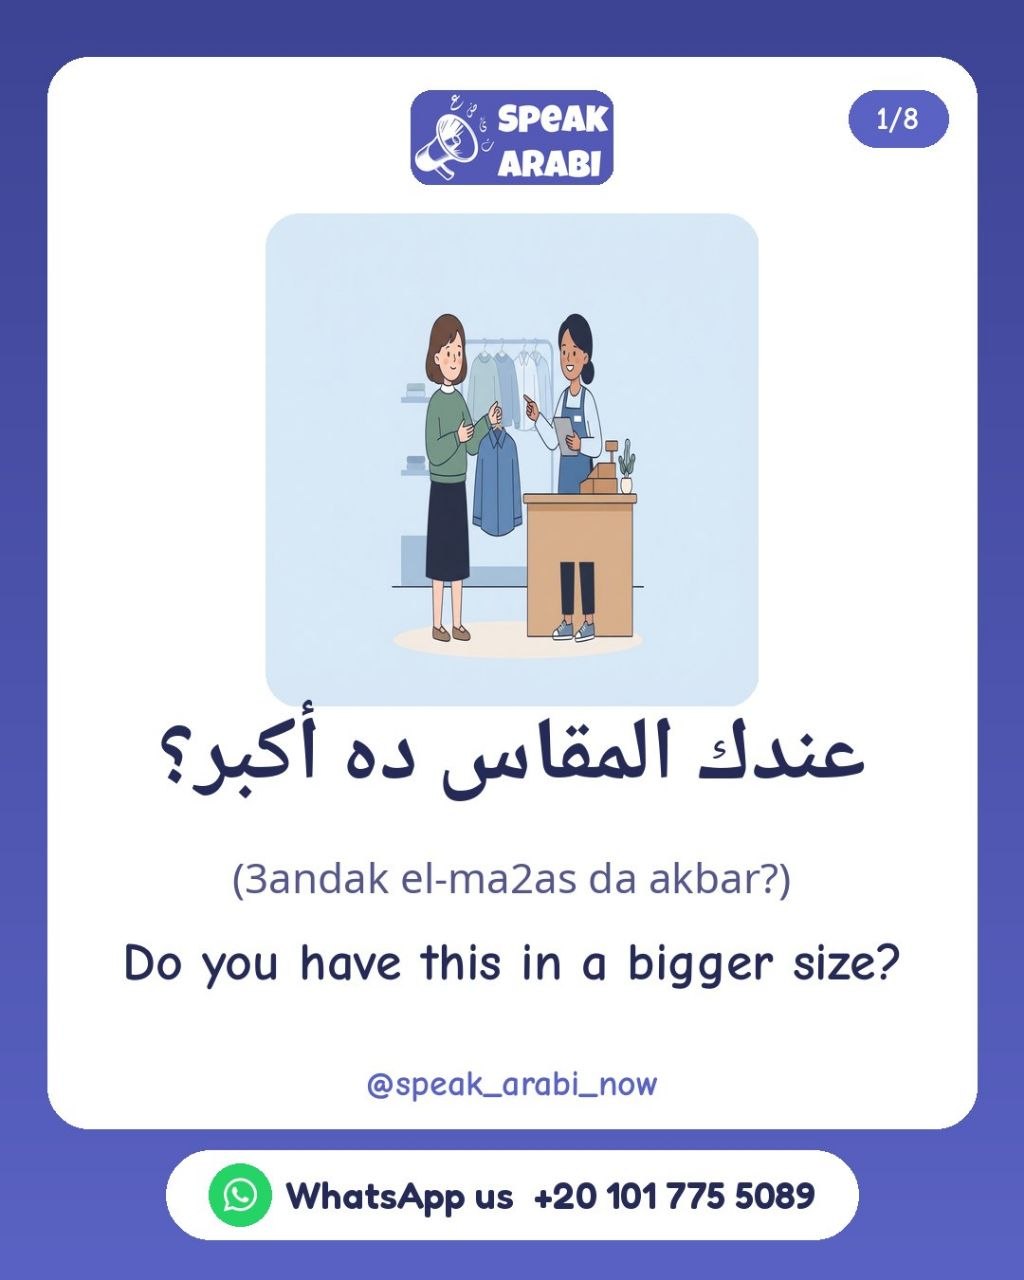 SPEAK
ARABI
1/8
عندك المقاس ده أكبر؟
(3andak el-ma2as da akbar?)
Do you have this in a bigger size?
@speak_arabi_now
WhatsApp us +20 101 775 5089